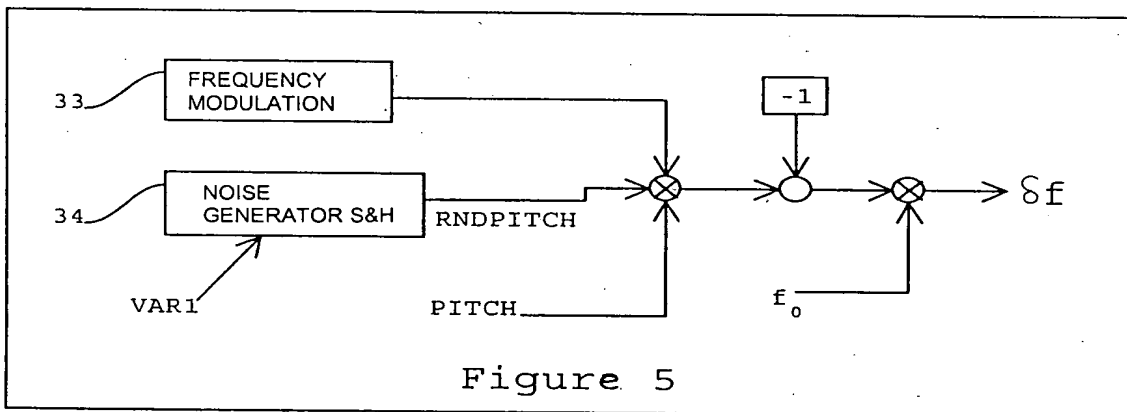 33
FREQUENCY
MODULATION
-1
34
NOISE
GENERATOR S&H
RNDPITCH
δf
VAR1
PITCH
f₀
Figure 5